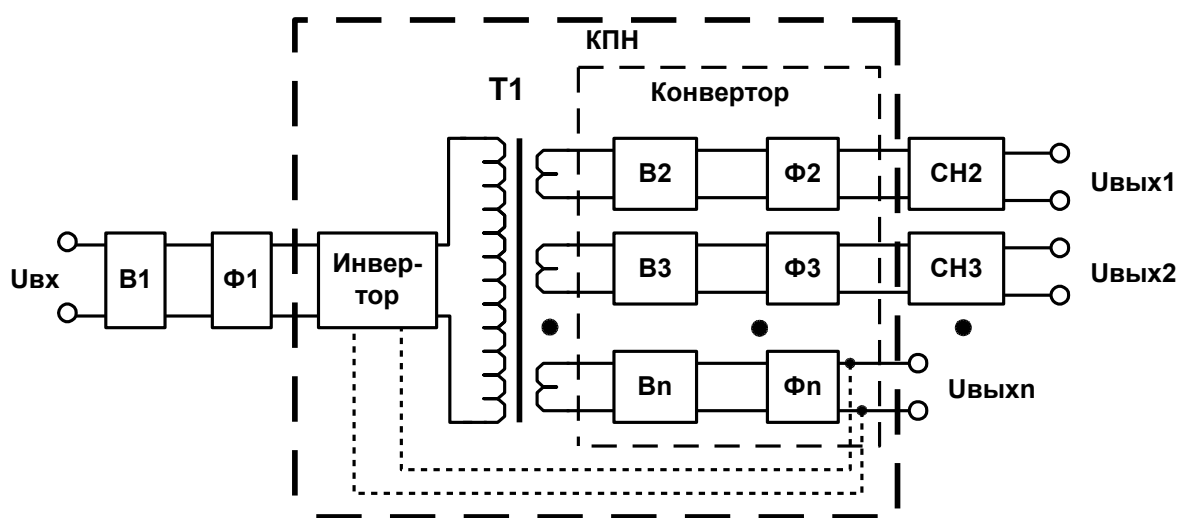 КПН
Т1
Конвертор
В2
Ф2
СН2
Uвых1
Uвх
В1
Ф1
Инвер-
тор
В3
Ф3
СН3
Uвых2
Вn
Фn
Uвыхn